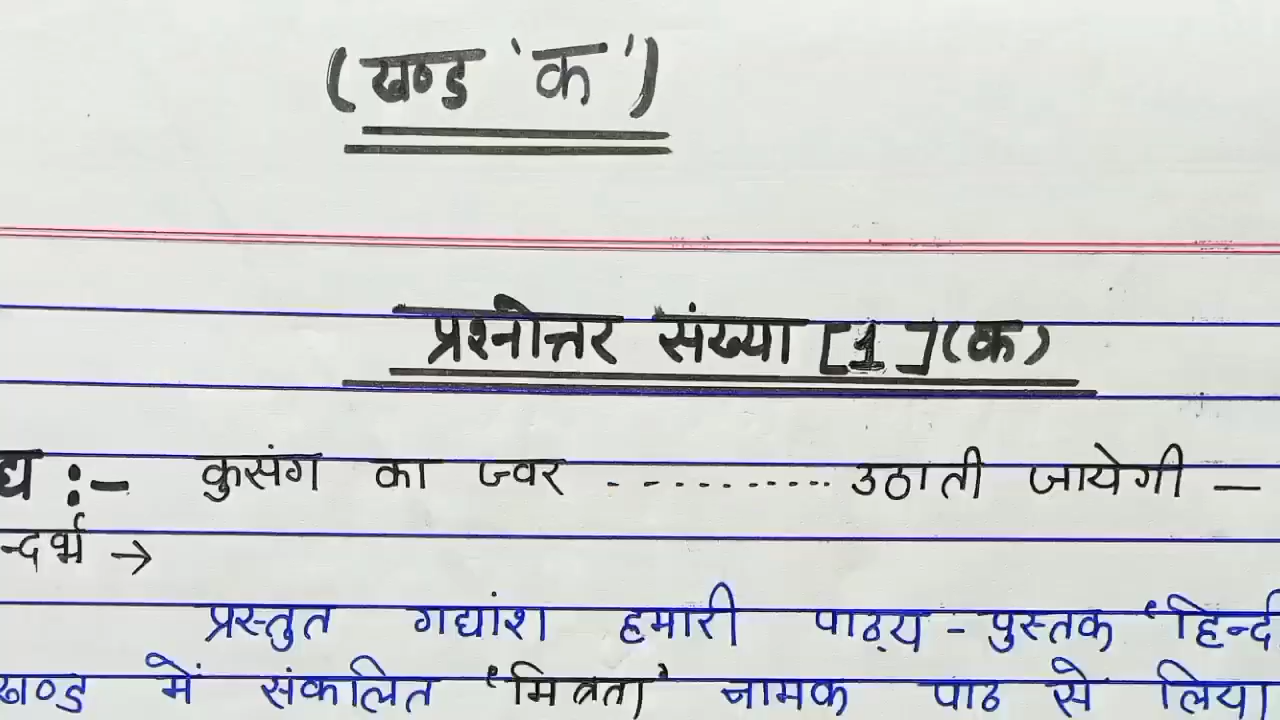 (खण्ड 'क')
प्रश्नोत्तर संख्या [1](क)
द्य :- कुसंग का ज्वर .......... उठाती जायेगी —
न्दर्भ →
प्रस्तुत गद्यांश हमारी पाठ्य - पुस्तक 'हिन्दी
खण्ड में संकलित 'मित्रता' नामक पाठ से लिया